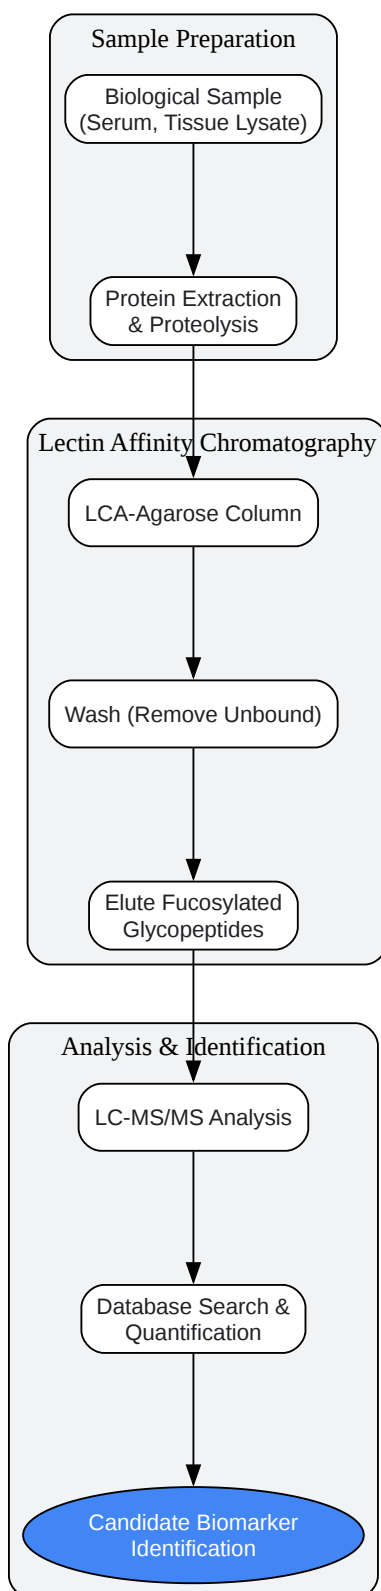 Sample Preparation
Biological Sample
(Serum, Tissue Lysate)
Protein Extraction
& Proteolysis
Lectin Affinity Chromatography
LCA-Agarose Column
Wash (Remove Unbound)
Elute Fucosylated
Glycopeptides
Analysis & Identification
LC-MS/MS Analysis
Database Search &
Quantification
Candidate Biomarker
Identification